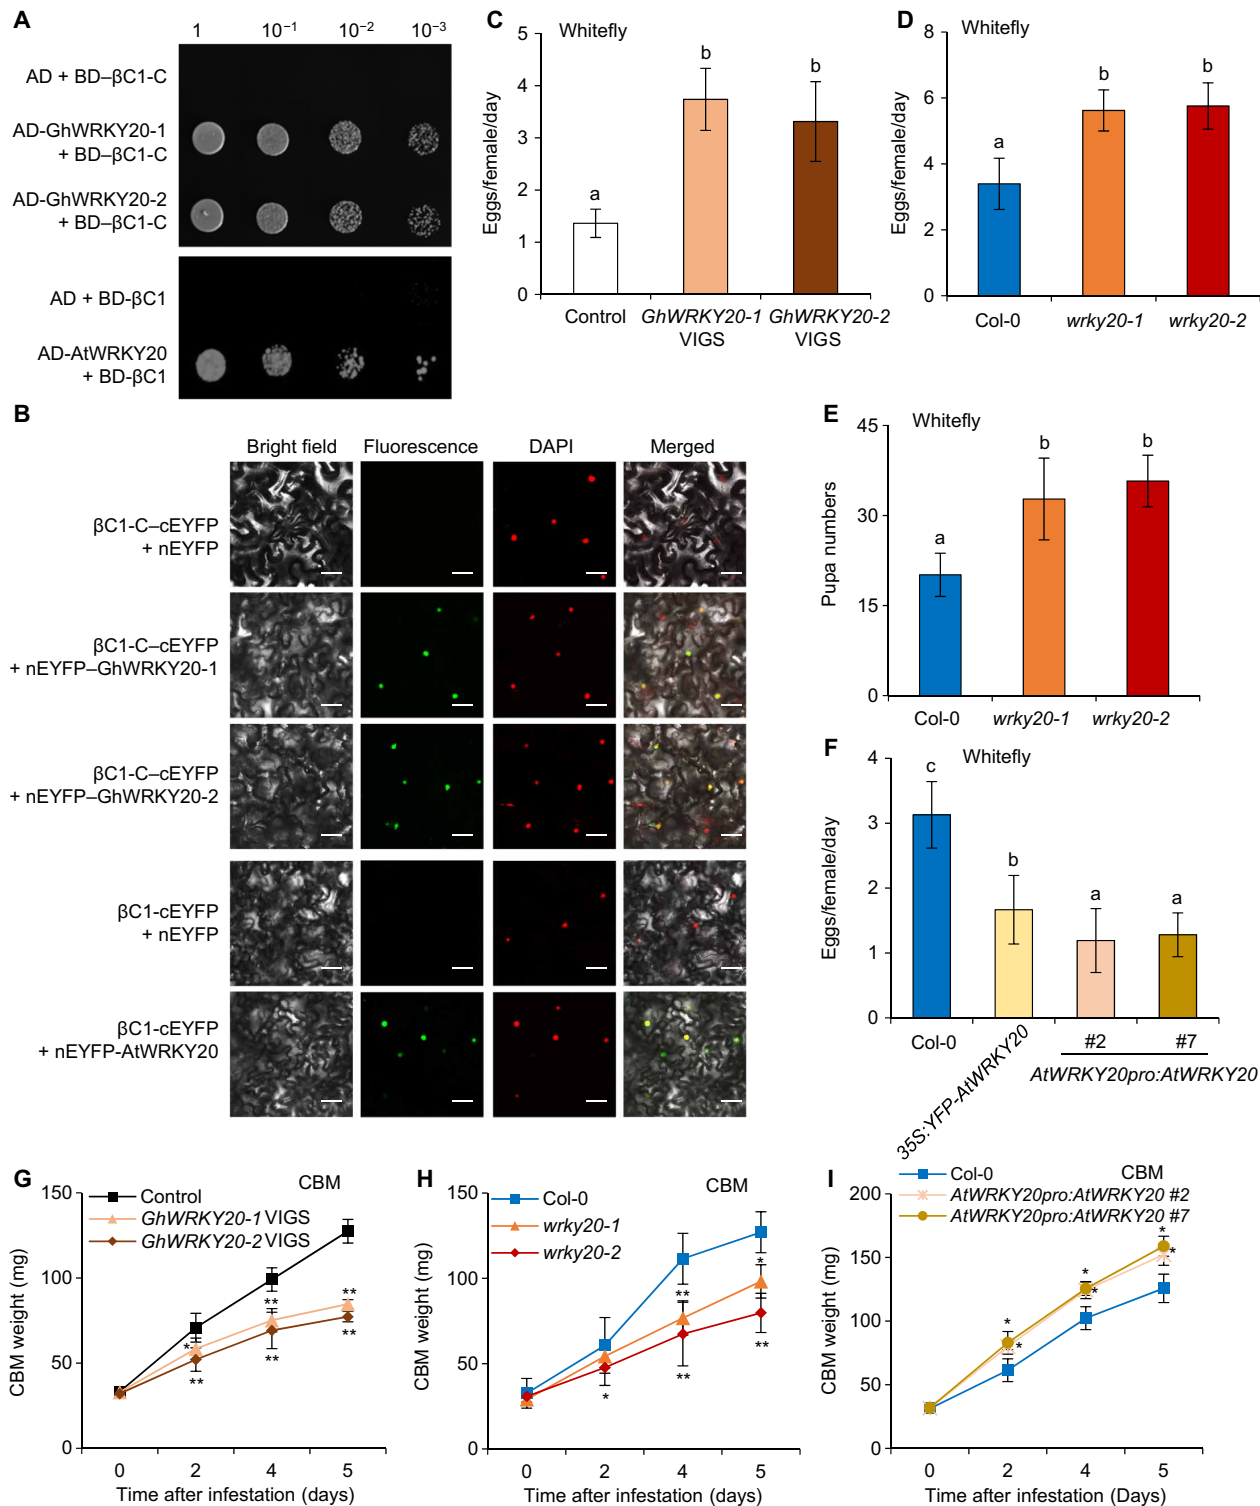 A
1 10⁻¹ 10⁻² 10⁻³
AD + BD–βC1-C
AD-GhWRKY20-1
+ BD–βC1-C
AD-GhWRKY20-2
+ BD–βC1-C
AD + BD-βC1
AD-AtWRKY20
+ BD-βC1
B
Bright field Fluorescence DAPI Merged
βC1-C–cEYFP
+ nEYFP
βC1-C–cEYFP
+ nEYFP–GhWRKY20-1
βC1-C–cEYFP
+ nEYFP–GhWRKY20-2
βC1-cEYFP
+ nEYFP
βC1-cEYFP
+ nEYFP-AtWRKY20
C
Whitefly
Eggs/female/day
5
4
3
2
1
0
a
b
b
Control
GhWRKY20-1
VIGS
GhWRKY20-2
VIGS
D
Whitefly
Eggs/female/day
8
6
4
2
0
a
b
b
Col-0
wrky20-1
wrky20-2
E
Whitefly
Pupa numbers
45
30
15
0
a
b
b
Col-0
wrky20-1
wrky20-2
F
Whitefly
Eggs/female/day
4
3
2
1
0
c
b
a
a
Col-0
35S:YFP-AtWRKY20
#2
#7
AtWRKY20pro:AtWRKY20
G
CBM
Control
GhWRKY20-1 VIGS
GhWRKY20-2 VIGS
CBM weight (mg)
150
100
50
0
*
**
**
**
**
**
0 2 4 5
Time after infestation (days)
H
CBM
Col-0
wrky20-1
wrky20-2
CBM weight (mg)
150
100
50
0
*
**
**
*
**
0 2 4 5
Time after infestation (days)
I
CBM
Col-0
AtWRKY20pro:AtWRKY20 #2
AtWRKY20pro:AtWRKY20 #7
CBM weight (mg)
200
150
100
50
0
*
*
*
*
*
*
0 2 4 5
Time after infestation (days)